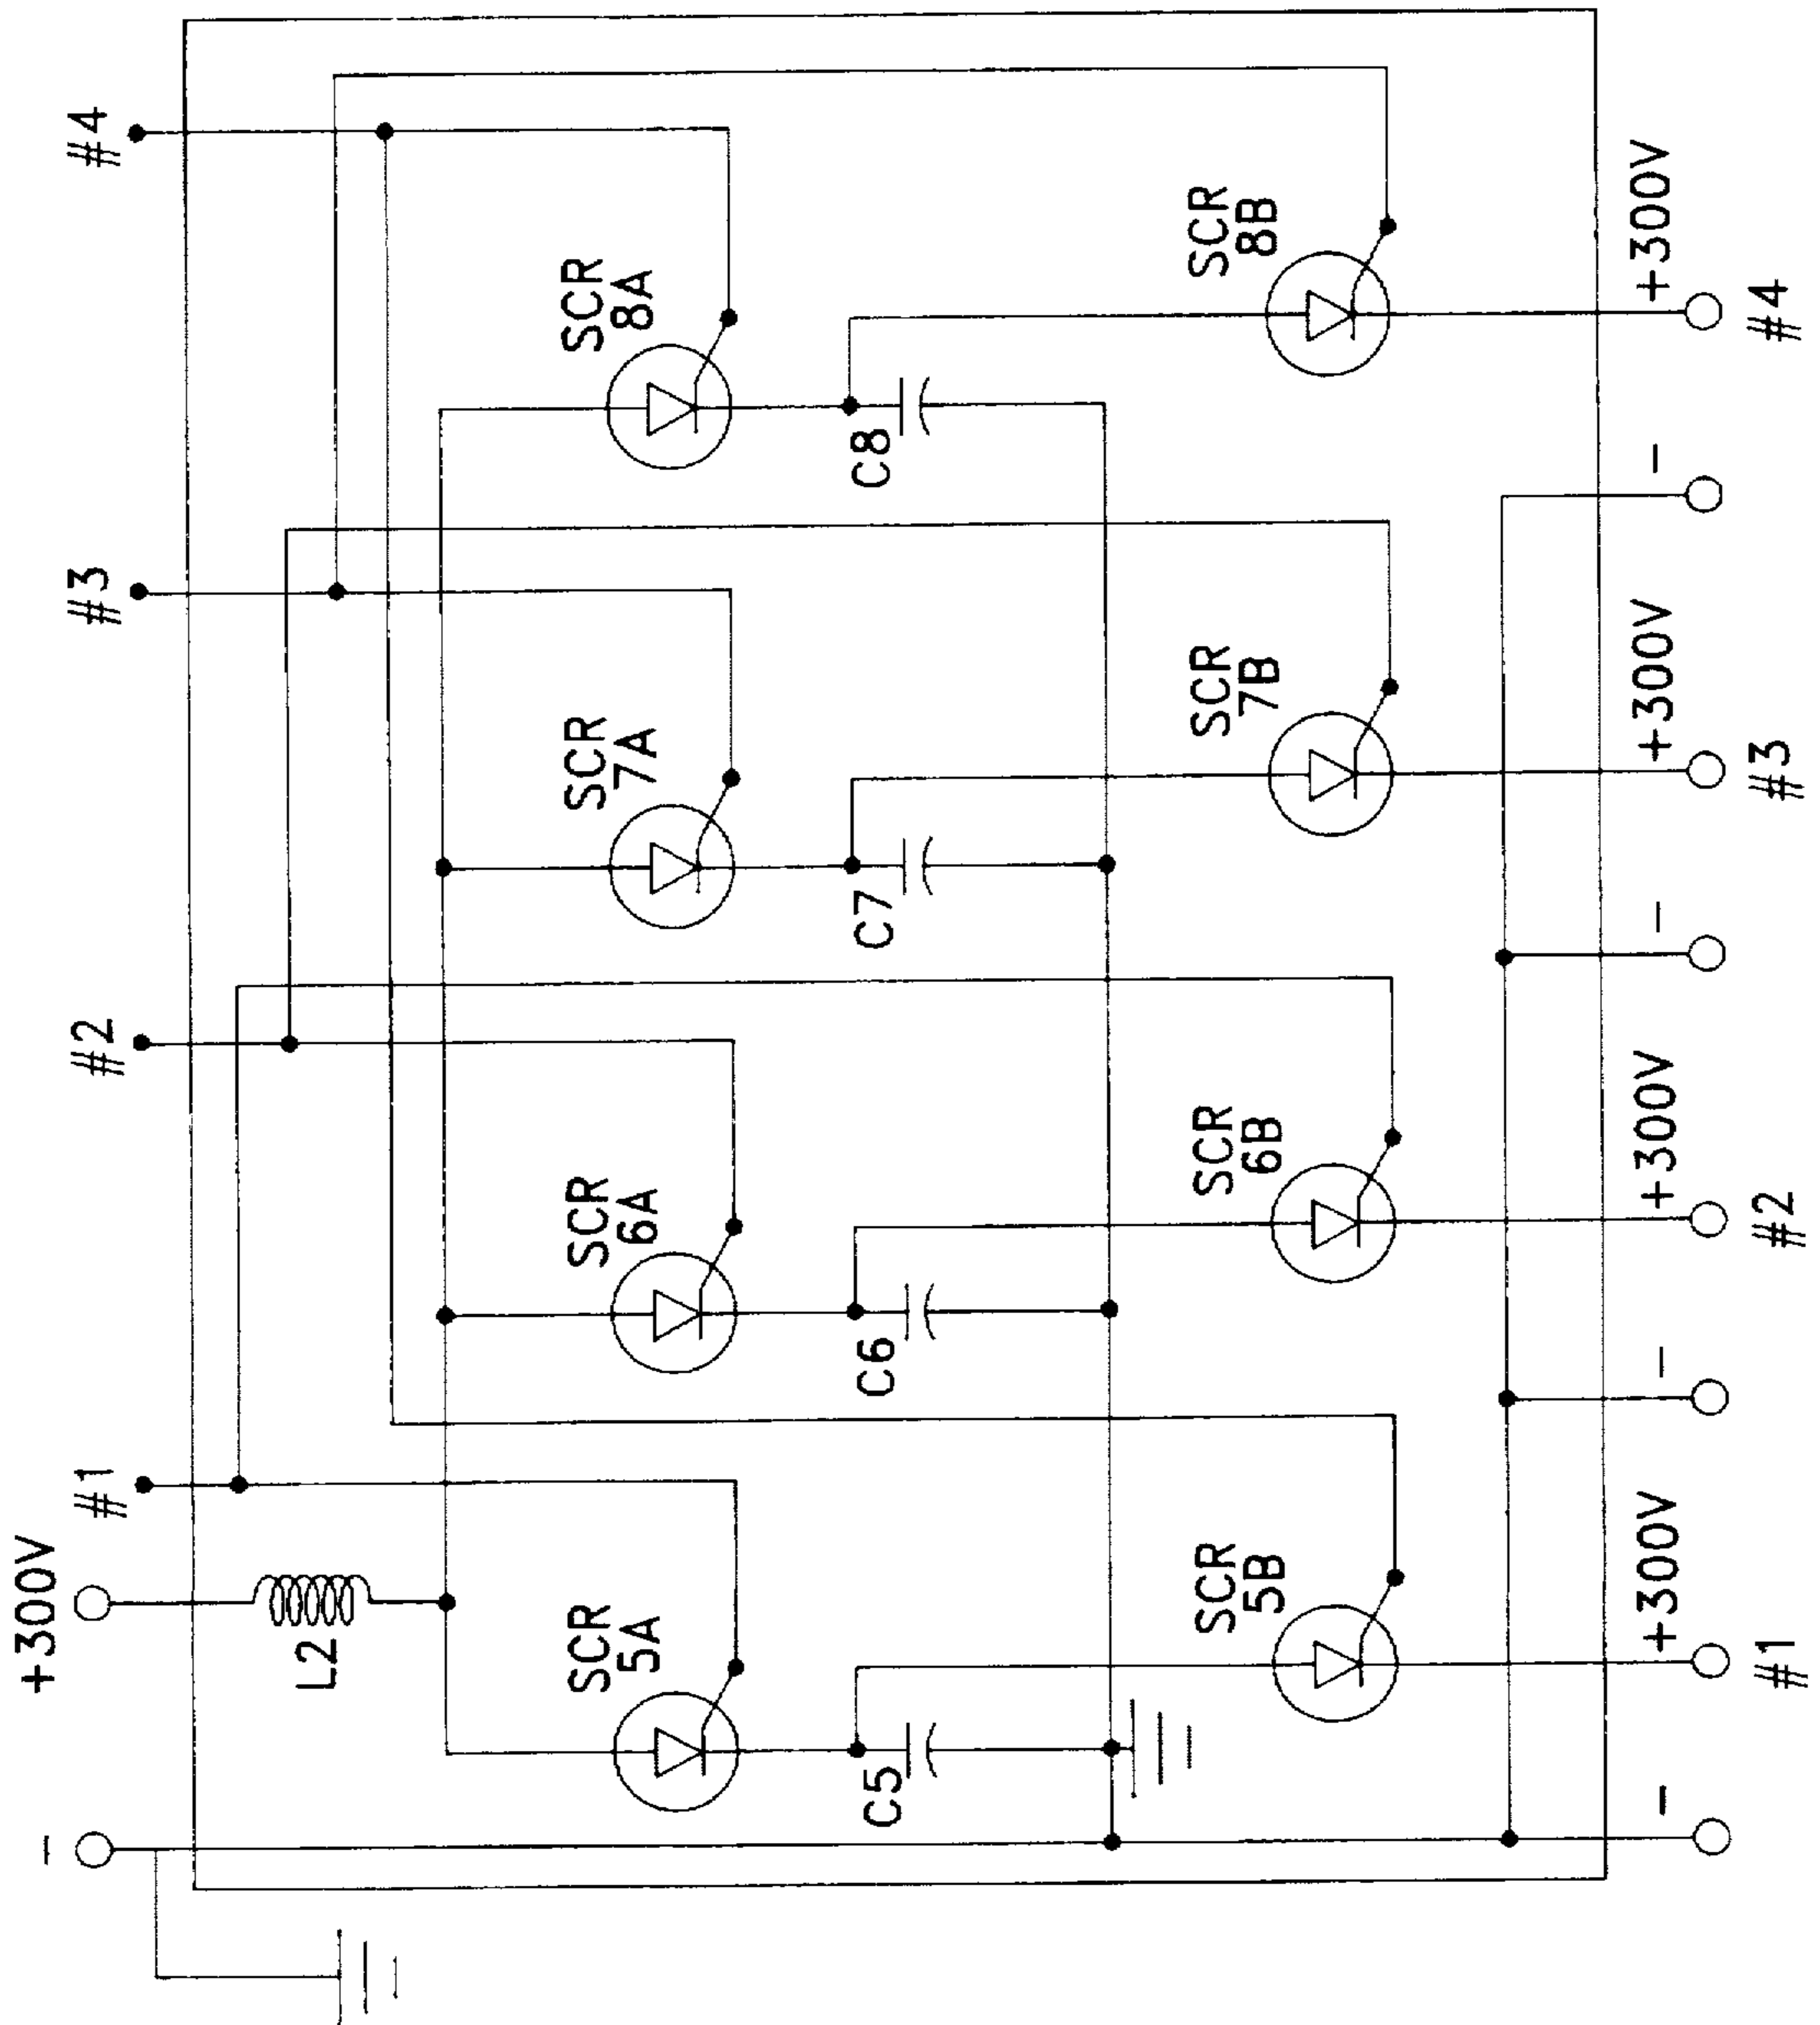 #4
#3
#2
#1
+300V
-
L2
SCR
8A
SCR
7A
SCR
6A
SCR
5A
C8
C7
C6
C5
SCR
8B
SCR
7B
SCR
6B
SCR
5B
+300V
-
+300V
-
+300V
-
+300V
-
#4
#3
#2
#1